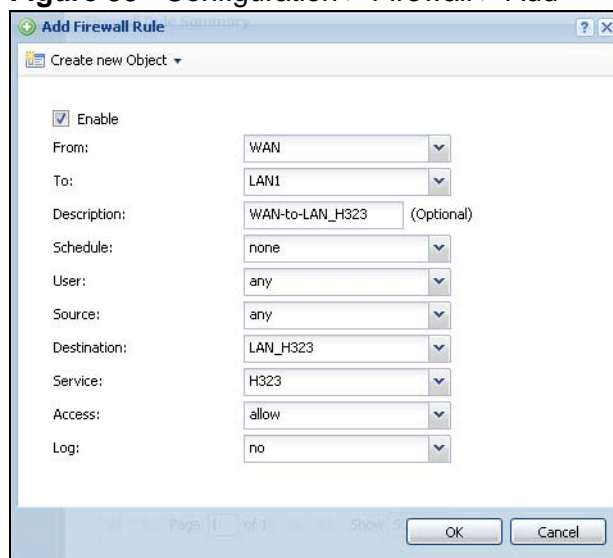 Configuration > Firewall > Add
Add Firewall Rule
Create new Object
Enable
From: WAN
To: LAN1
Description: WAN-to-LAN_H323 (Optional)
Schedule: none
User: any
Source: any
Destination: LAN_H323
Service: H323
Access: allow
Log: no
Page 1 of 1 Show
OK Cancel